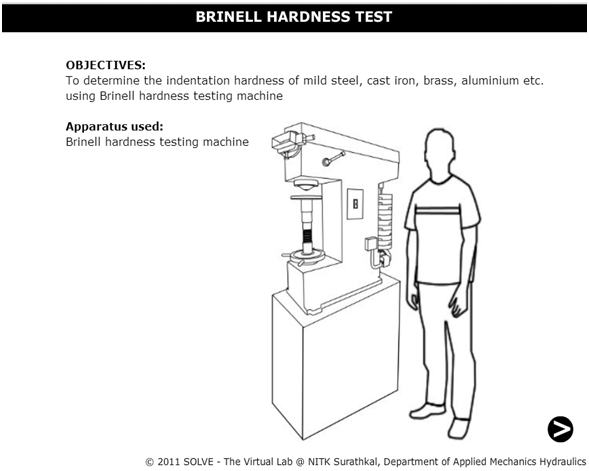 BRINELL HARDNESS TEST
OBJECTIVES:
To determine the indentation hardness of mild steel, cast iron, brass, aluminium etc.
using Brinell hardness testing machine
Apparatus used:
Brinell hardness testing machine
© 2011 SOLVE - The Virtual Lab @ NITK Surathkal, Department of Applied Mechanics Hydraulics